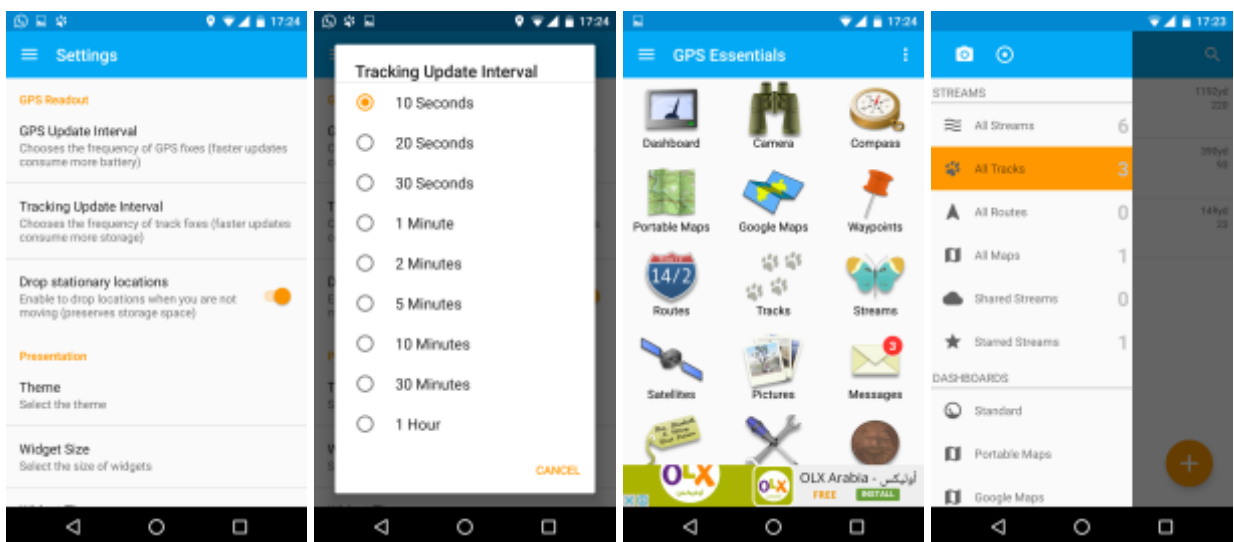 17:24
Settings
GPS Readout
GPS Update Interval
Chooses the frequency of GPS fixes (faster updates
consume more battery)
Tracking Update Interval
Chooses the frequency of track fixes (faster updates
consume more storage)
Drop stationary locations
Enable to drop locations when you are not
moving (preserves storage space)
Presentation
Theme
Select the theme
Widget Size
Select the size of widgets
17:24
Tracking Update Interval
10 Seconds
20 Seconds
30 Seconds
1 Minute
2 Minutes
5 Minutes
10 Minutes
30 Minutes
1 Hour
CANCEL
17:24
GPS Essentials
Dashboard Camera Compass
Portable Maps Google Maps Waypoints
14/2
Routes Tracks Streams
3
Satellites Pictures Messages
OLX
OLX
OLX Arabia - أوليكس
FREE INSTALL
17:23
STREAMS
1192yd
220
All Streams 6
All Tracks 3
390yd
93
All Routes 0
149yd
23
All Maps 1
Shared Streams 0
Starred Streams 1
DASHBOARDS
Standard
Portable Maps
Google Maps